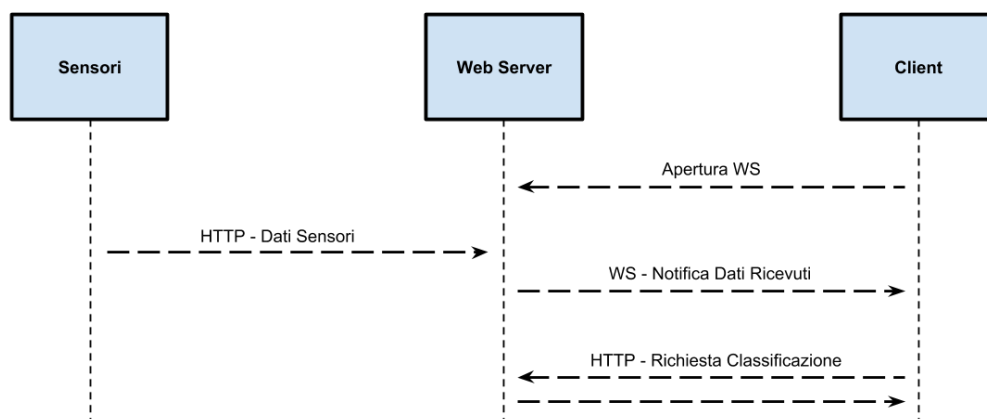 Sensori
Web Server
Client
Apertura WS
HTTP - Dati Sensori
WS - Notifica Dati Ricevuti
HTTP - Richiesta Classificazione